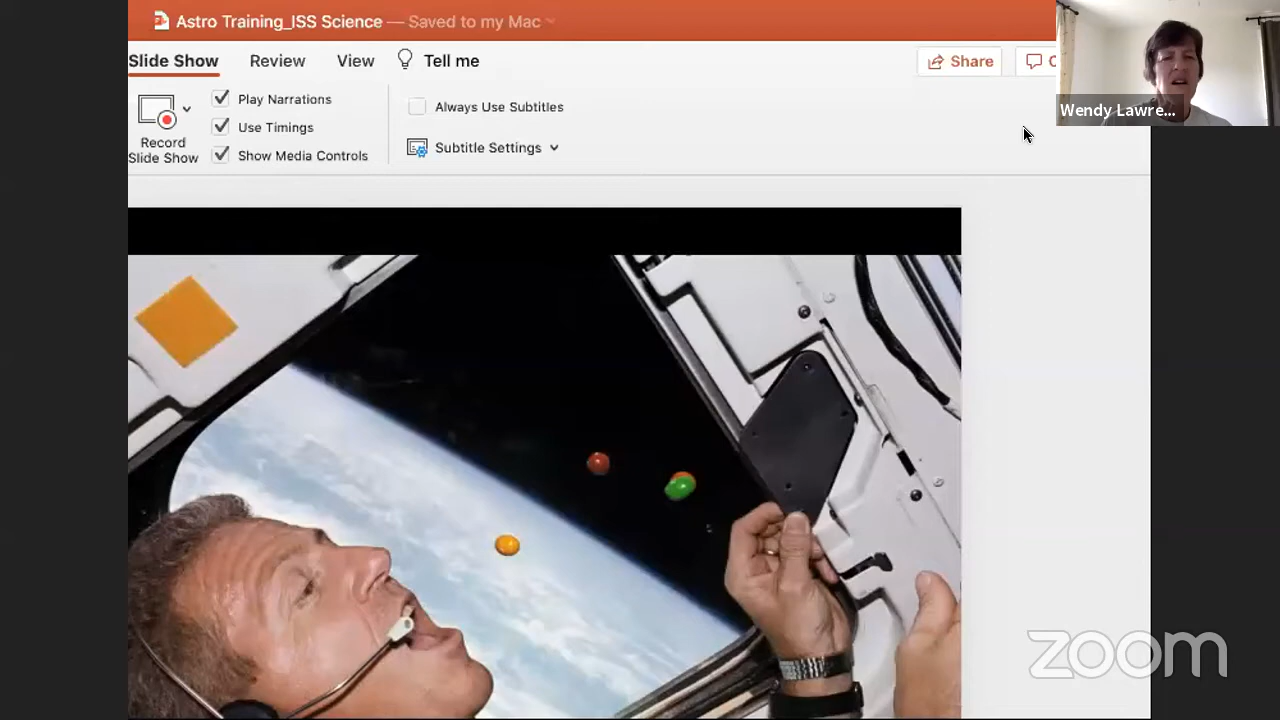 Astro Training_ISS Science — Saved to my Mac
Slide Show Review View Tell me
Share
Play Narrations
Use Timings
Show Media Controls
Record
Slide Show
Always Use Subtitles
Subtitle Settings
Wendy Lawre...
zoom